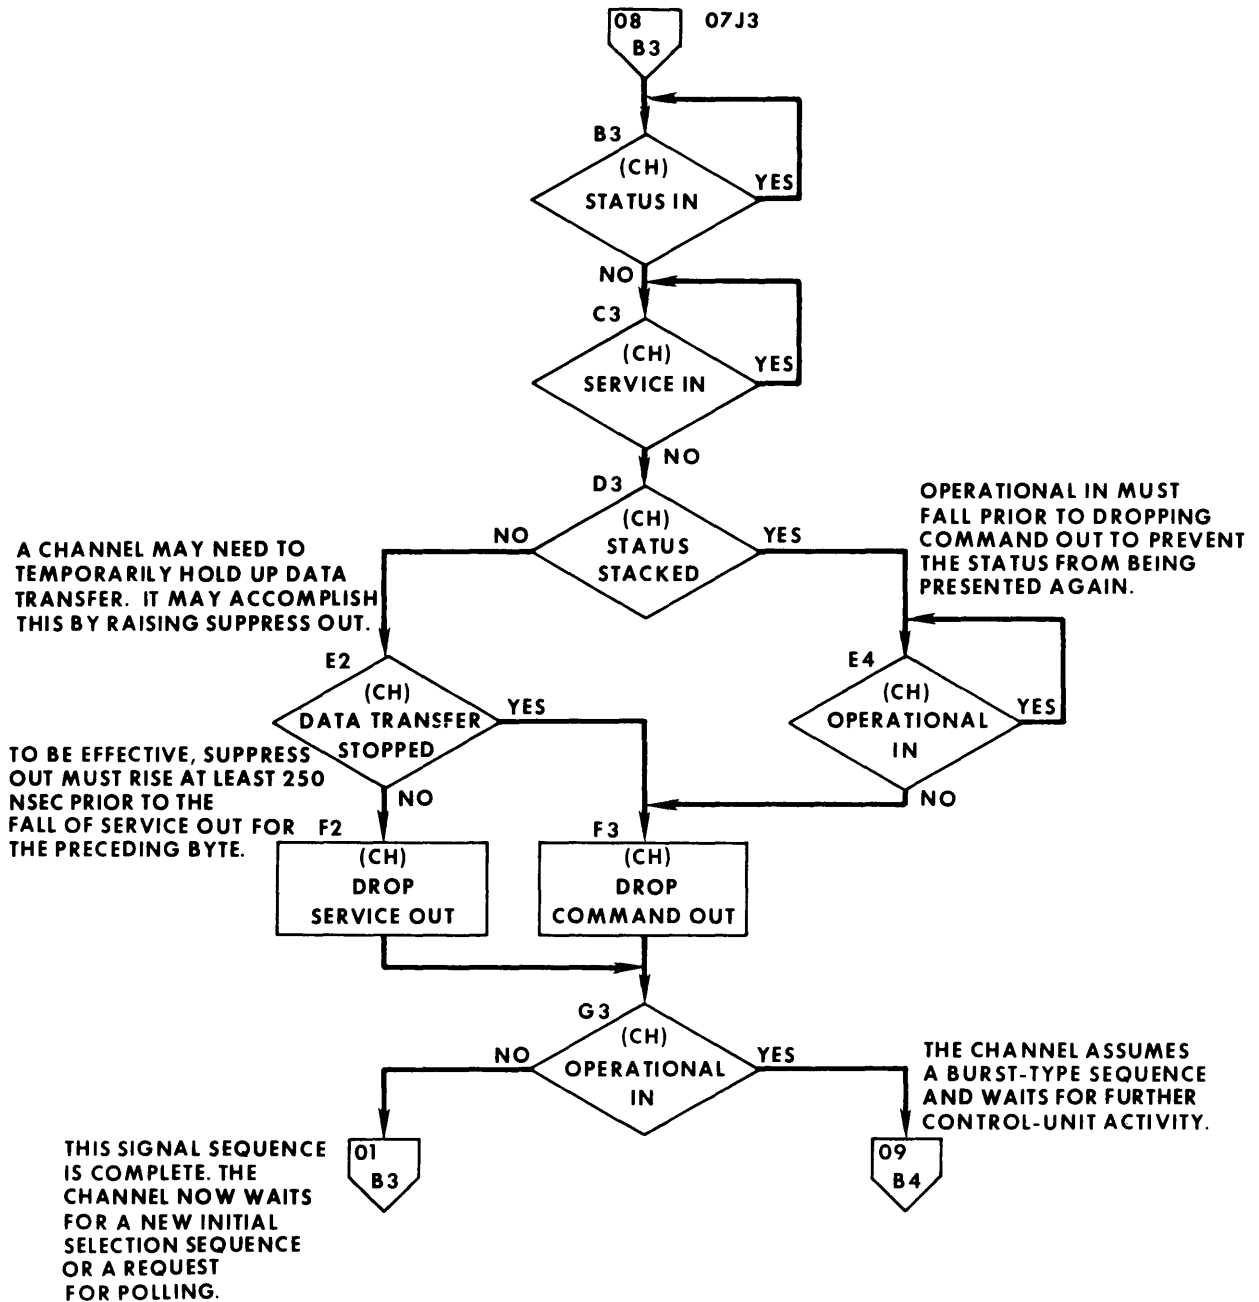 08
B3
07J3
B3
(CH)
STATUS IN
YES
NO
C3
(CH)
SERVICE IN
YES
NO
D3
(CH)
STATUS
STACKED
NO
YES
OPERATIONAL IN MUST
FALL PRIOR TO DROPPING
COMMAND OUT TO PREVENT
THE STATUS FROM BEING
PRESENTED AGAIN.
A CHANNEL MAY NEED TO
TEMPORARILY HOLD UP DATA
TRANSFER. IT MAY ACCOMPLISH
THIS BY RAISING SUPPRESS OUT.
E2
(CH)
DATA TRANSFER
STOPPED
YES
NO
E4
(CH)
OPERATIONAL
IN
YES
NO
TO BE EFFECTIVE, SUPPRESS
OUT MUST RISE AT LEAST 250
NSEC PRIOR TO THE
FALL OF SERVICE OUT FOR
THE PRECEDING BYTE.
F2
(CH)
DROP
SERVICE OUT
F3
(CH)
DROP
COMMAND OUT
G3
(CH)
OPERATIONAL
IN
NO
YES
THE CHANNEL ASSUMES
A BURST-TYPE SEQUENCE
AND WAITS FOR FURTHER
CONTROL-UNIT ACTIVITY.
THIS SIGNAL SEQUENCE
IS COMPLETE. THE
CHANNEL NOW WAITS
FOR A NEW INITIAL
SELECTION SEQUENCE
OR A REQUEST
FOR POLLING.
01
B3
09
B4